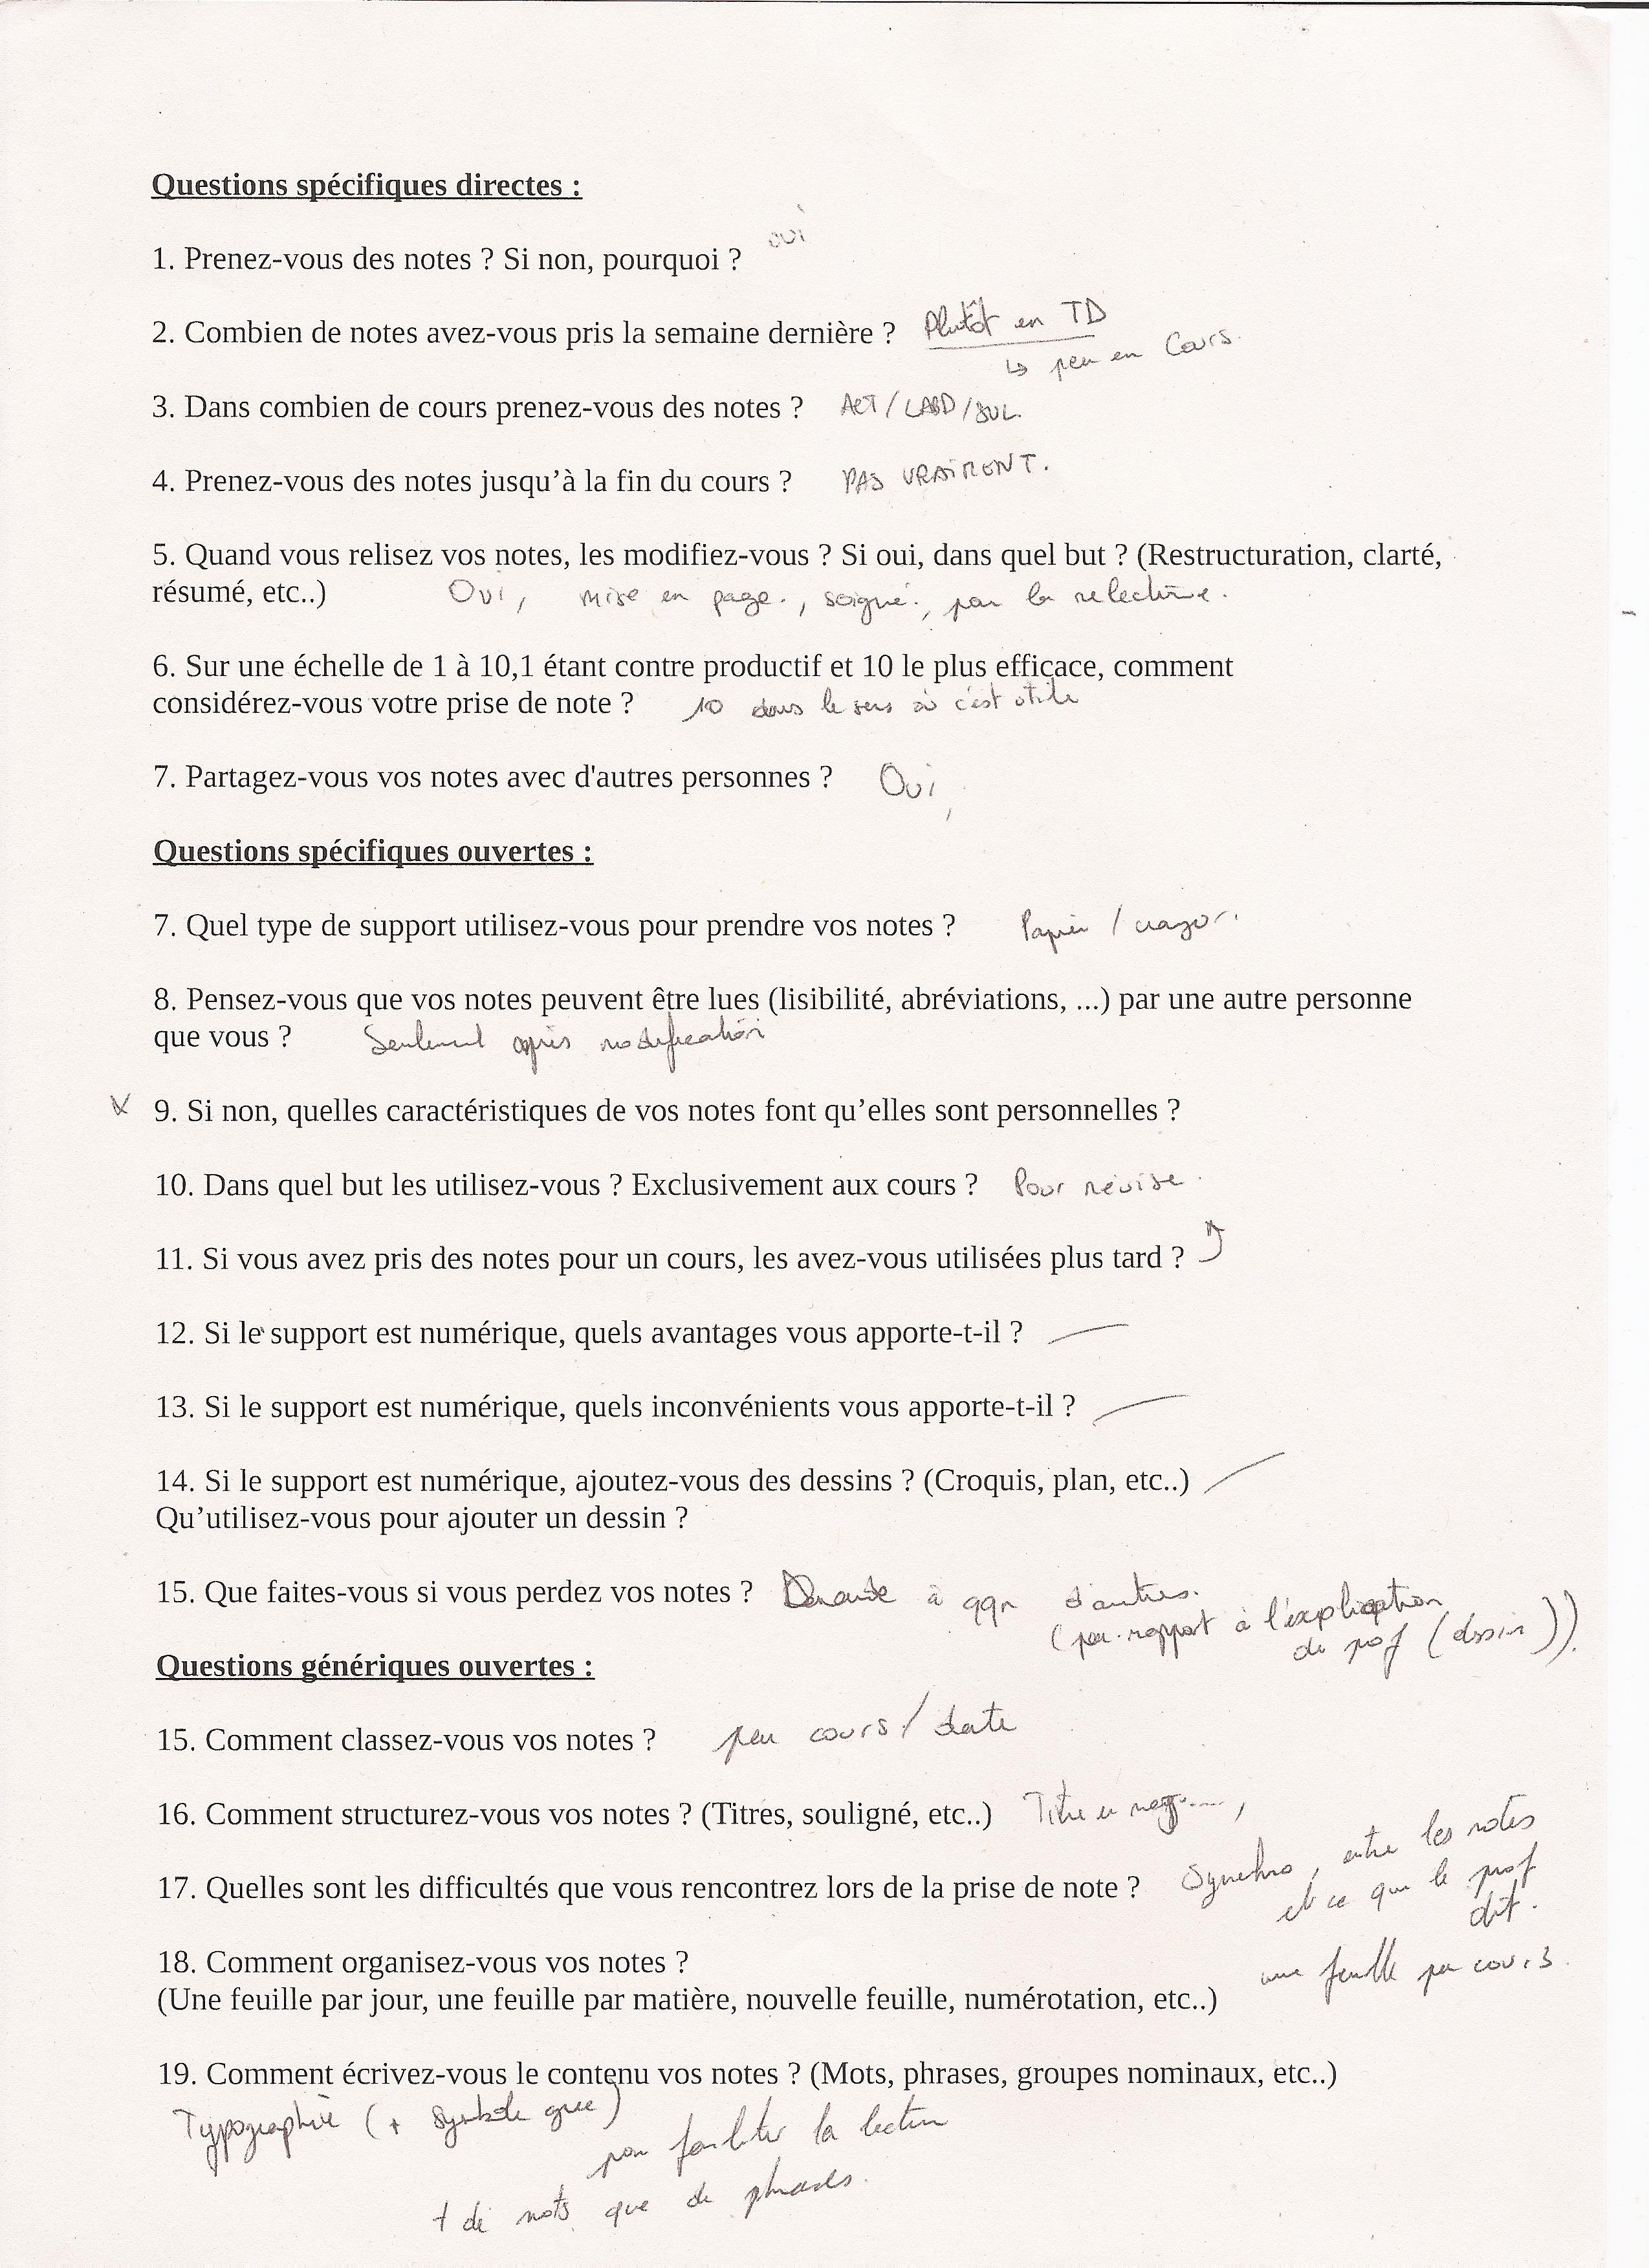 Questions spécifiques directes :
1. Prenez-vous des notes ? Si non, pourquoi ? oui
2. Combien de notes avez-vous pris la semaine dernière ? Plutôt en TD
↳ peu en Cours.
3. Dans combien de cours prenez-vous des notes ? ACT / LABD / SVL.
4. Prenez-vous des notes jusqu’à la fin du cours ? PAS VRAIMENT.
5. Quand vous relisez vos notes, les modifiez-vous ? Si oui, dans quel but ? (Restructuration, clarté,
résumé, etc..) Oui, mise en page., soigné., pour la relecture.
6. Sur une échelle de 1 à 10,1 étant contre productif et 10 le plus efficace, comment
considérez-vous votre prise de note ? 10 dans le sens où c'est utile
7. Partagez-vous vos notes avec d'autres personnes ? Oui,
Questions spécifiques ouvertes :
7. Quel type de support utilisez-vous pour prendre vos notes ? Papier / crayon.
8. Pensez-vous que vos notes peuvent être lues (lisibilité, abréviations, ...) par une autre personne
que vous ? Seulement après modification
9. Si non, quelles caractéristiques de vos notes font qu’elles sont personnelles ?
10. Dans quel but les utilisez-vous ? Exclusivement aux cours ? Pour révise.
11. Si vous avez pris des notes pour un cours, les avez-vous utilisées plus tard ?
12. Si le support est numérique, quels avantages vous apporte-t-il ? —
13. Si le support est numérique, quels inconvénients vous apporte-t-il ? —
14. Si le support est numérique, ajoutez-vous des dessins ? (Croquis, plan, etc..) —
Qu’utilisez-vous pour ajouter un dessin ?
15. Que faites-vous si vous perdez vos notes ? Demande à qqn d'autres.
(par rapport à l'explication
de prof (dessin)).
Questions génériques ouvertes :
15. Comment classez-vous vos notes ? par cours / date
16. Comment structurez-vous vos notes ? (Titres, souligné, etc..) Titre en
17. Quelles sont les difficultés que vous rencontrez lors de la prise de note ? Synchro, entre les notes
et ce que le prof
dit.
18. Comment organisez-vous vos notes ?
(Une feuille par jour, une feuille par matière, nouvelle feuille, numérotation, etc..) une feuille par cours.
19. Comment écrivez-vous le contenu vos notes ? (Mots, phrases, groupes nominaux, etc..)
Typographie (+ Symbole grec)
pour faciliter la lecture
+ de mots que de phrases.